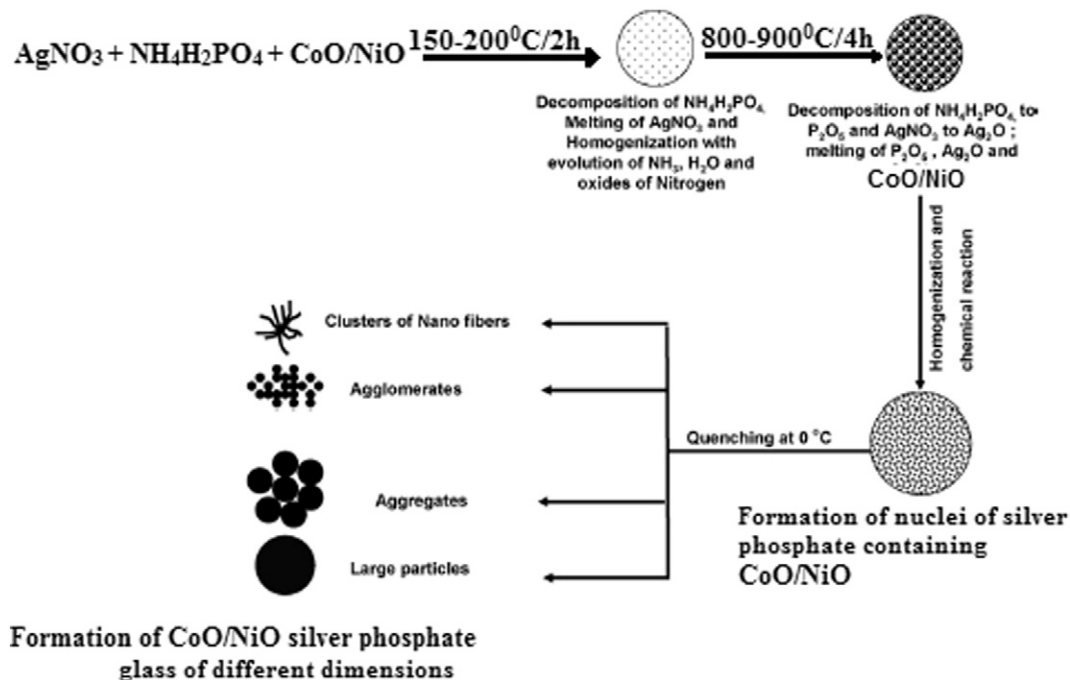 AgNO₃ + NH₄H₂PO₄ + CoO/NiO
150-200⁰C/2h
800-900⁰C/4h
Decomposition of NH₄H₂PO₄,
Melting of AgNO₃ and
Homogenization with
evolution of NH₃, H₂O and
oxides of Nitrogen
Decomposition of NH₄H₂PO₄, to
P₂O₅ and AgNO₃ to Ag₂O ;
melting of P₂O₅ , Ag₂O and
CoO/NiO
Homogenization and
chemical reaction
Clusters of Nano fibers
Agglomerates
Quenching at 0 °C
Aggregates
Large particles
Formation of nuclei of silver
phosphate containing
CoO/NiO
Formation of CoO/NiO silver phosphate
glass of different dimensions